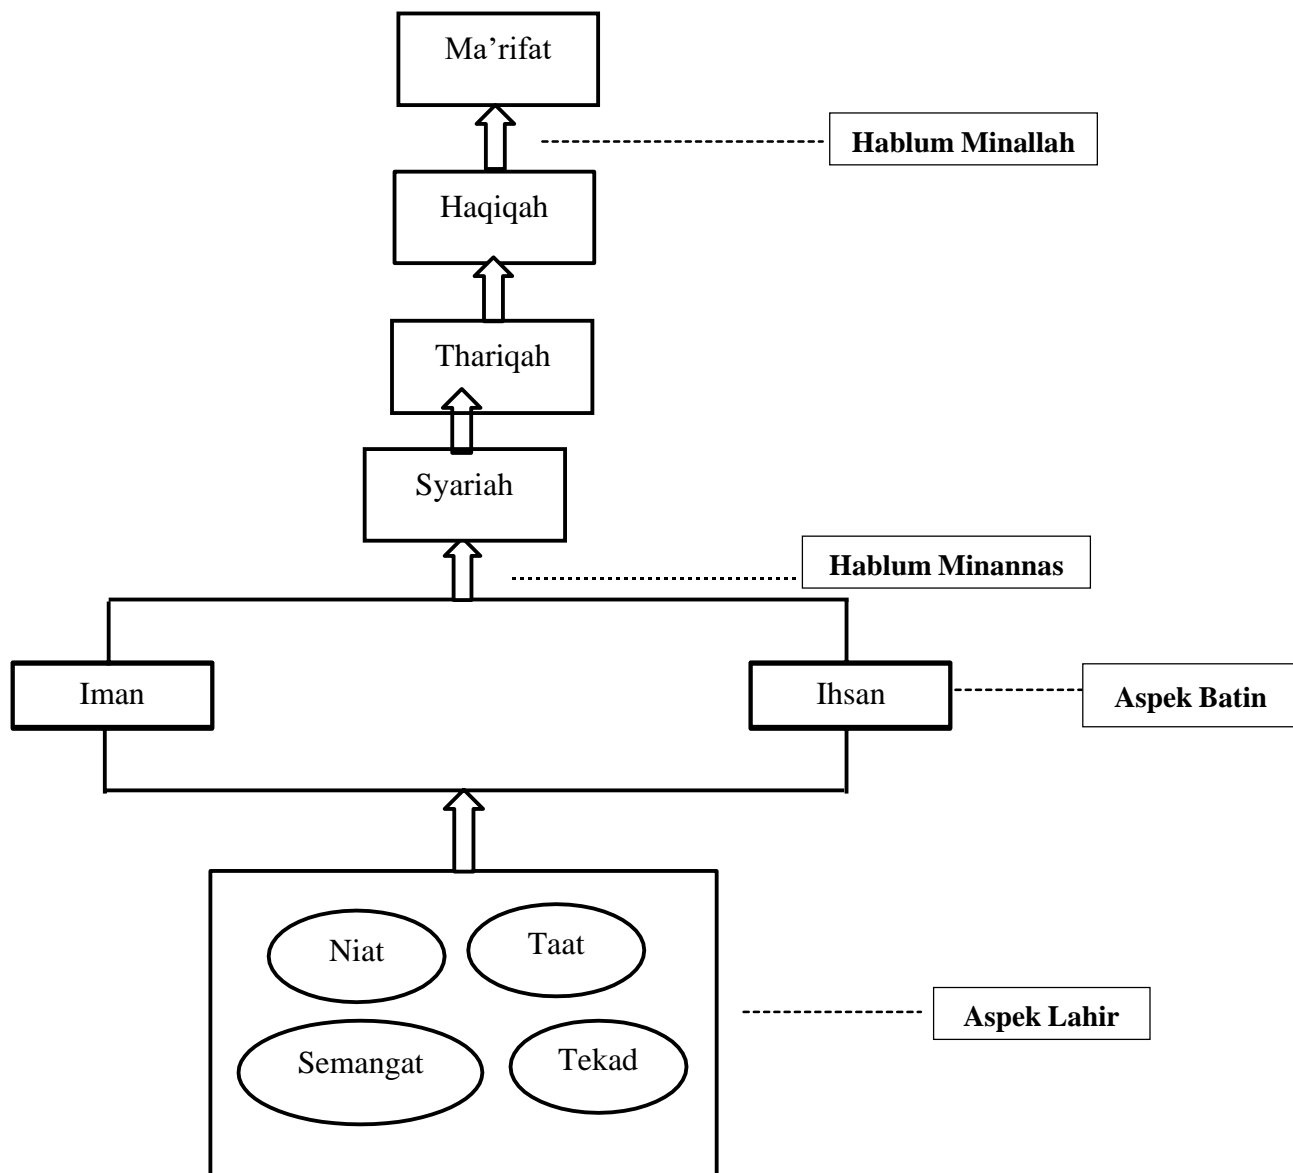 Ma’rifat
Hablum Minallah
Haqiqah
Thariqah
Syariah
Hablum Minannas
Iman
Ihsan
Aspek Batin
Niat
Taat
Aspek Lahir
Semangat
Tekad